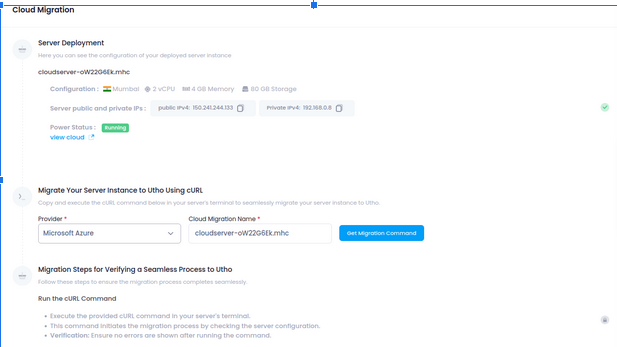 Cloud Migration
Server Deployment
Here you can see the configuration of your deployed server instance
cloudserver-oW22G6Ek.mhc
Configuration : Mumbai 2 vCPU 4 GB Memory 80 GB Storage
Server public and private IPs : public IPv4: 150.241.244.133 Private IPv4: 192.168.0.8
Power Status : Running
view cloud
Migrate Your Server Instance to Utho Using cURL
Copy and execute the cURL command below in your server's terminal to seamlessly migrate your server instance to Utho.
Provider * Cloud Migration Name *
Microsoft Azure cloudserver-oW22G6Ek.mhc Get Migration Command
Migration Steps for Verifying a Seamless Process to Utho
Follow these steps to ensure the migration process completes seamlessly.
Run the cURL Command
• Execute the provided cURL command in your server's terminal.
• This command initiates the migration process by checking the server configuration.
• Verification: Ensure no errors are shown after running the command.